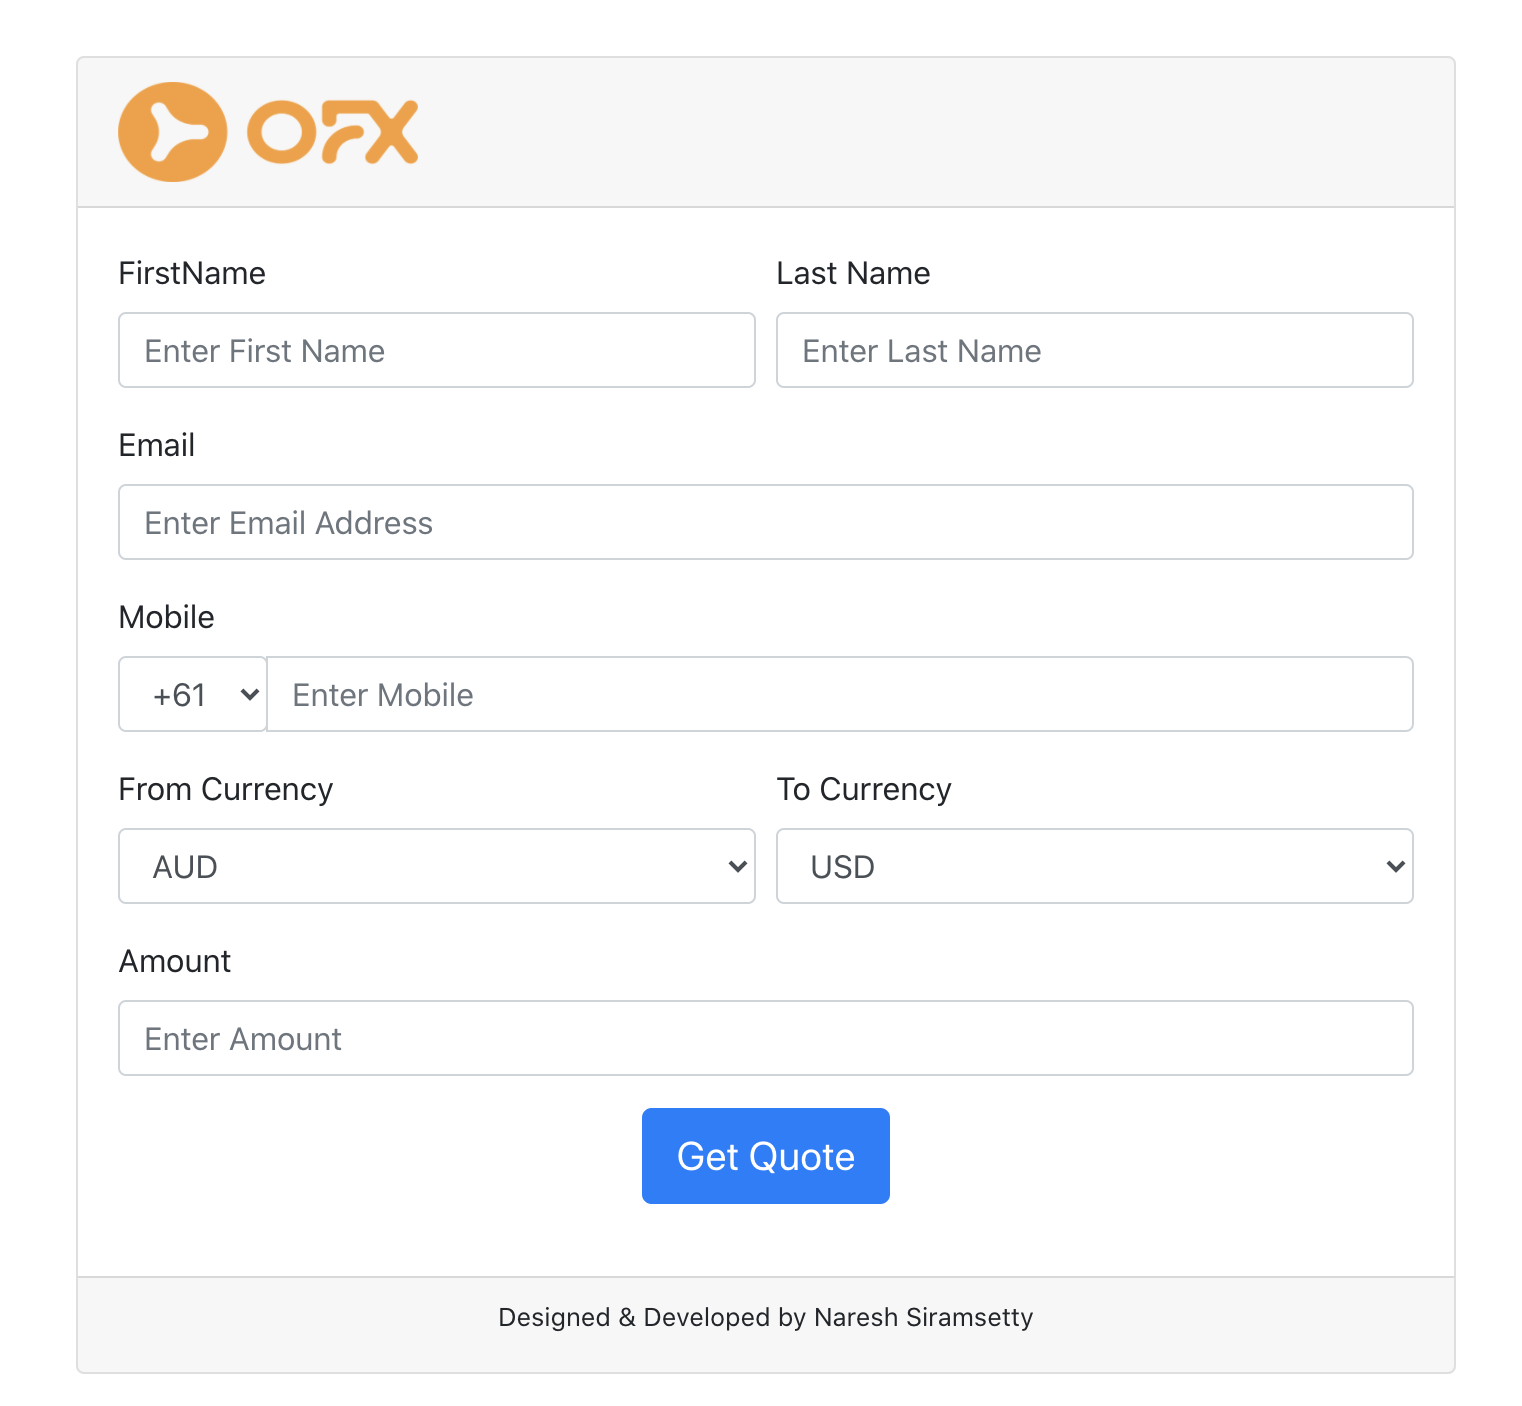 OFX
FirstName Last Name
Enter First Name Enter Last Name
Email
Enter Email Address
Mobile
+61 Enter Mobile
From Currency To Currency
AUD USD
Amount
Enter Amount
Get Quote
Designed & Developed by Naresh Siramsetty